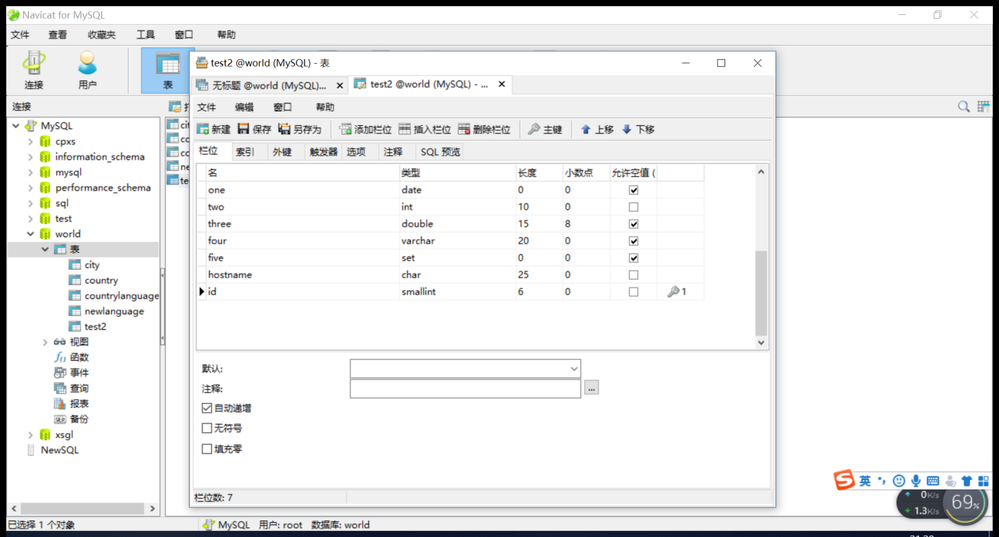 Navicat for MySQL
文件 查看 收藏夹 工具 窗口 帮助
连接 用户 表
连接
MySQL
cpxs
information_schema
mysql
performance_schema
sql
test
world
表
city
country
countrylanguage
newlanguage
test2
视图
函数
事件
查询
报表
备份
xsgl
NewSQL
test2 @world (MySQL) - 表
无标题 @world (MySQL)... test2 @world (MySQL) - ...
文件 编辑 窗口 帮助
新建 保存 另存为 添加栏位 插入栏位 删除栏位 主键 上移 下移
栏位 索引 外键 触发器 选项 注释 SQL 预览
名 类型 长度 小数点 允许空值 (
one date 0 0
two int 10 0
three double 15 8
four varchar 20 0
five set 0 0
hostname char 25 0
id smallint 6 0 1
默认:
注释:
...
自动递增
无符号
填充零
栏位数: 7
英
0K/s
1.3K/s
69%
已选择 1 个对象 MySQL 用户: root 数据库: world